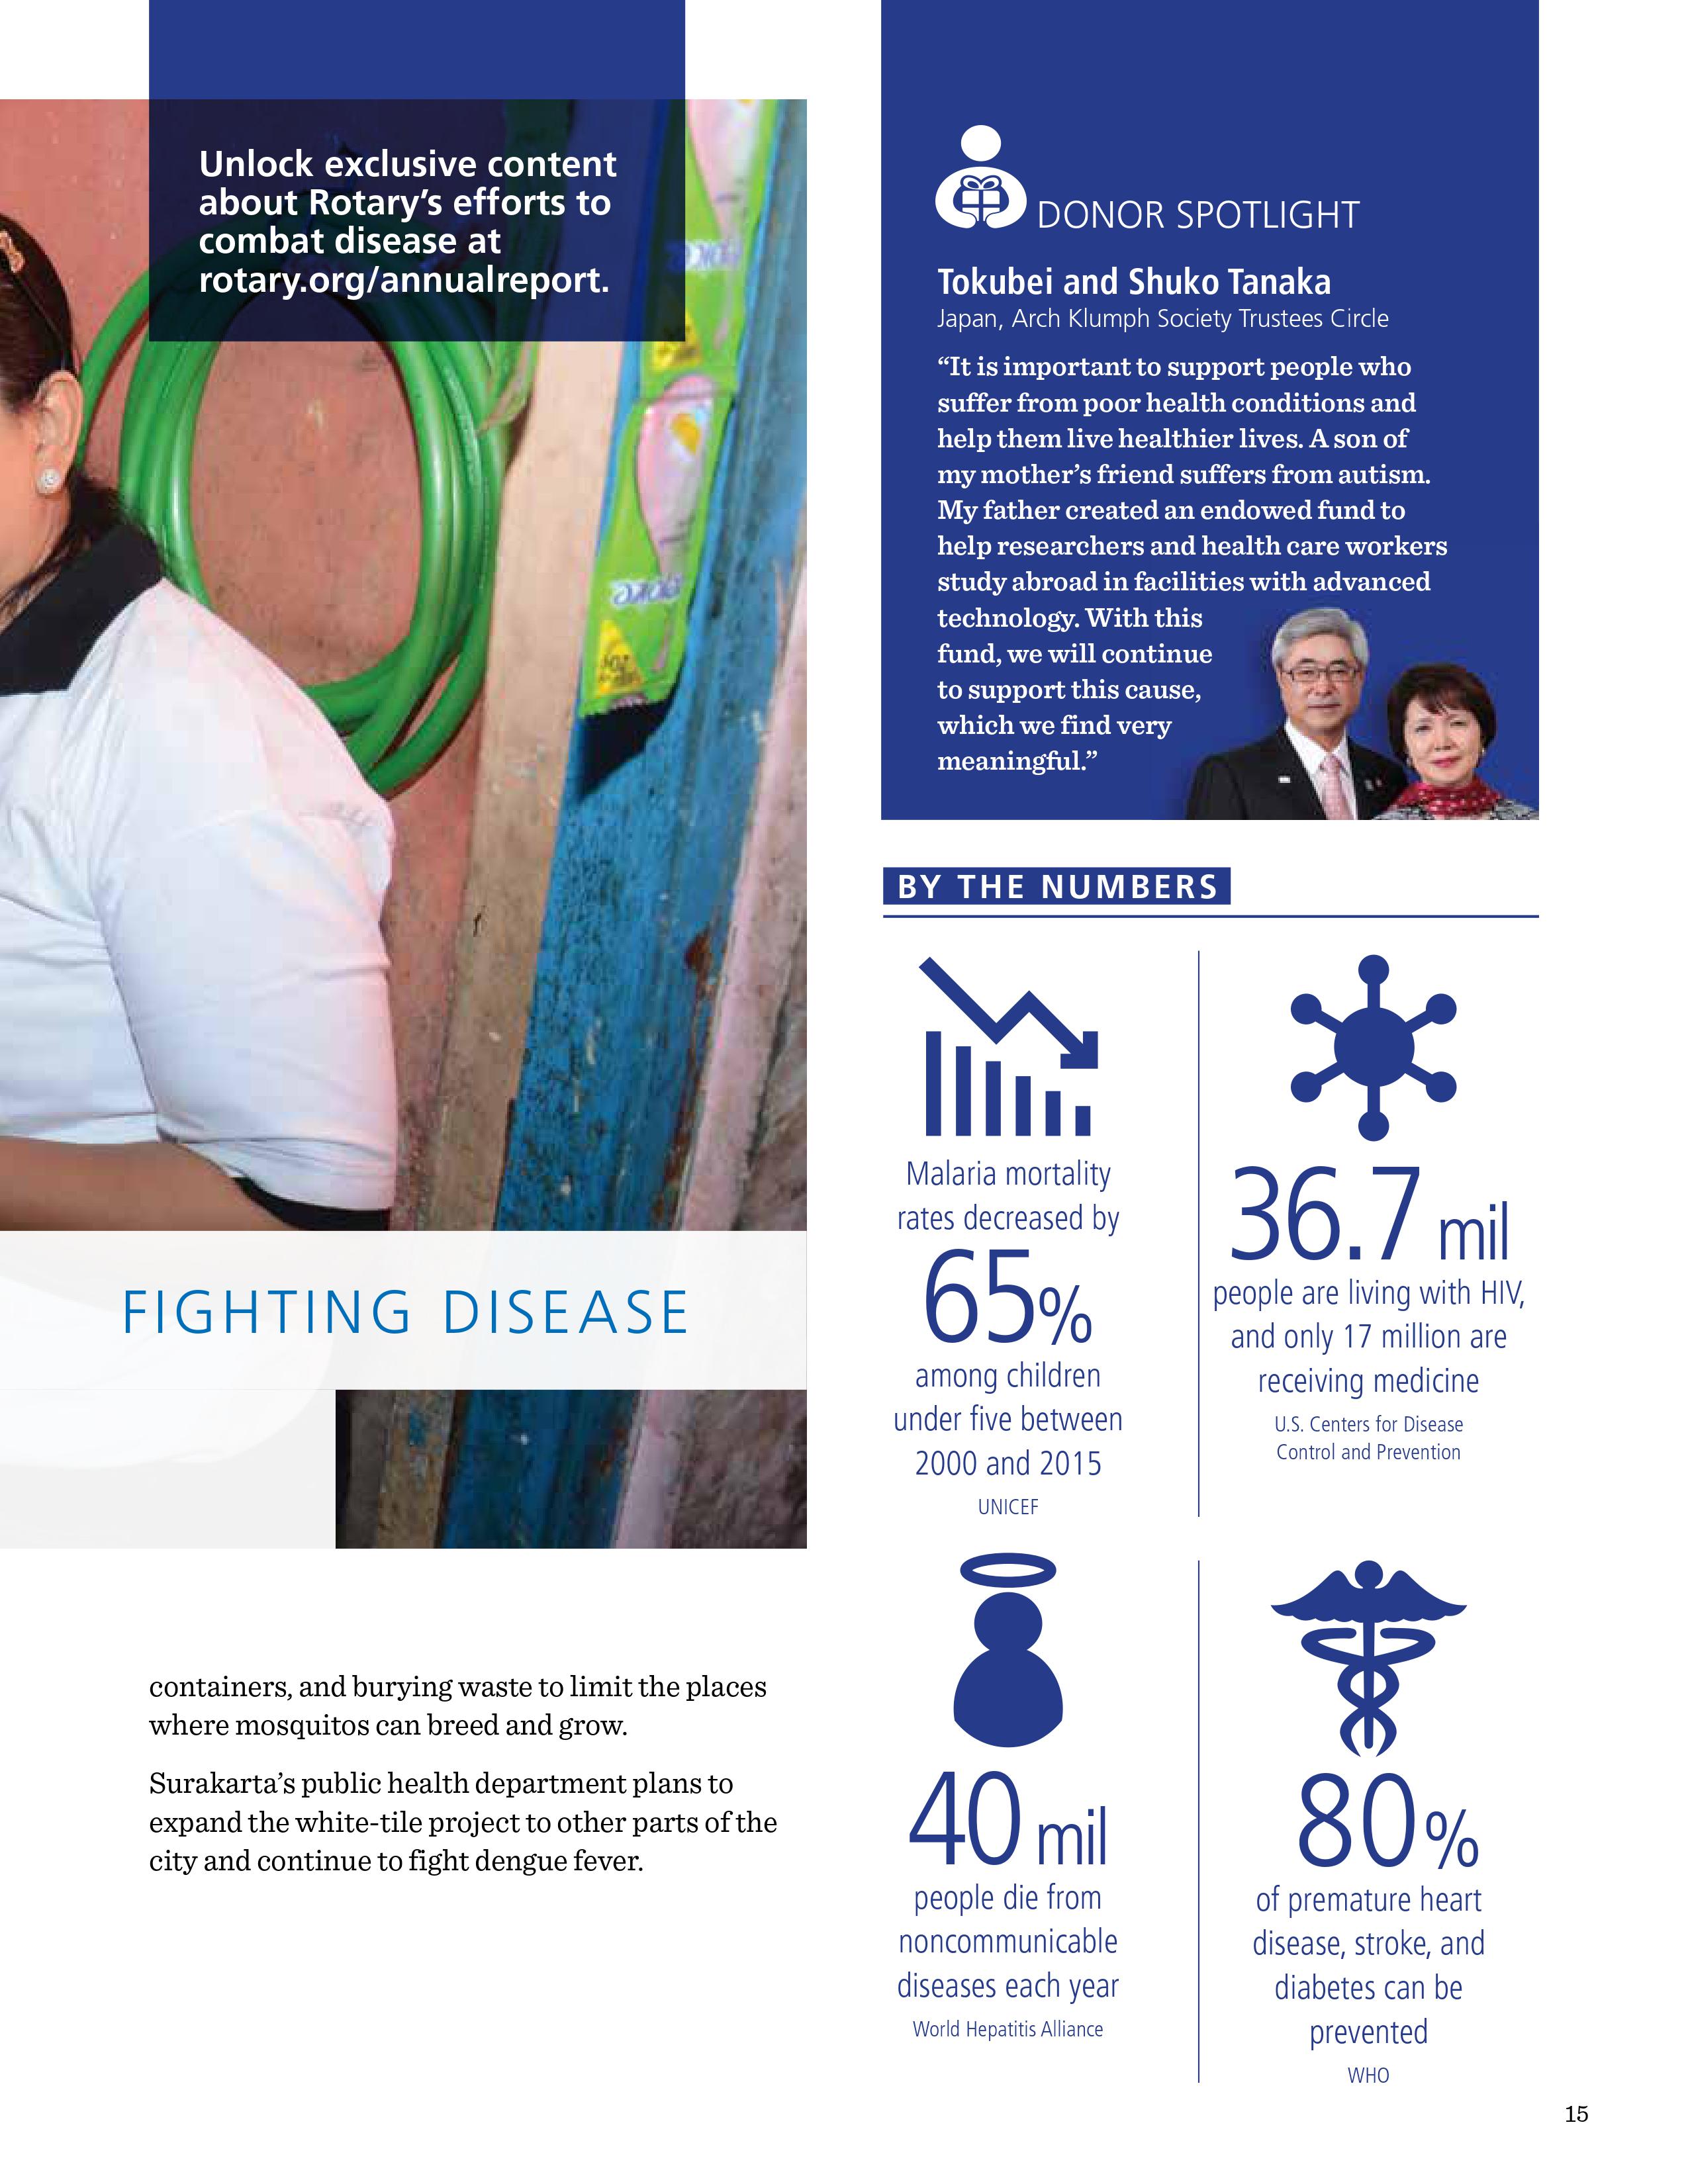 Unlock exclusive content
about Rotary’s efforts to
combat disease at
rotary.org/annualreport.
FIGHTING DISEASE
containers, and burying waste to limit the places
where mosquitos can breed and grow.
Surakarta’s public health department plans to
expand the white-tile project to other parts of the
city and continue to fight dengue fever.
DONOR SPOTLIGHT
Tokubei and Shuko Tanaka
Japan, Arch Klumph Society Trustees Circle
“It is important to support people who
suffer from poor health conditions and
help them live healthier lives. A son of
my mother’s friend suffers from autism.
My father created an endowed fund to
help researchers and health care workers
study abroad in facilities with advanced
technology. With this
fund, we will continue
to support this cause,
which we find very
meaningful.”
BY THE NUMBERS
Malaria mortality
rates decreased by
65%
among children
under five between
2000 and 2015
UNICEF
36.7 mil
people are living with HIV,
and only 17 million are
receiving medicine
U.S. Centers for Disease
Control and Prevention
40 mil
people die from
noncommunicable
diseases each year
World Hepatitis Alliance
80%
of premature heart
disease, stroke, and
diabetes can be
prevented
WHO
15